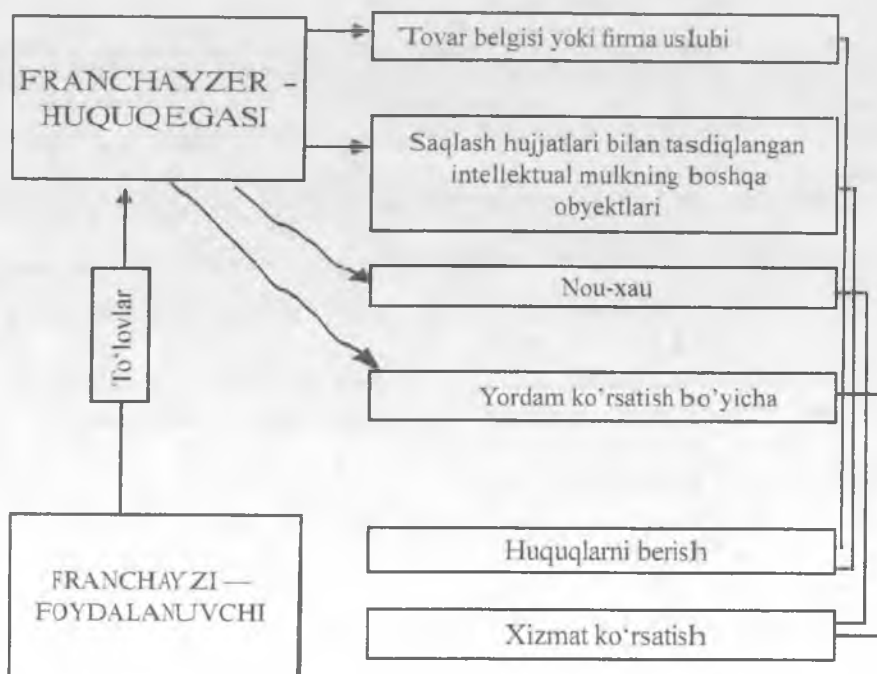 FRANCHAYZER –
HUQUQEGASI
Tovar belgisi yoki firma uslubi
Saqlash hujjatlari bilan tasdiqlangan
intellektual mulkning boshqa
obyektlari
Nou-xau
To'lovlar
Yordam ko'rsatish bo'yicha
FRANCHAYZI —
FOYDALANUVCHI
Huquqlarni berish
Xizmat ko'rsatish